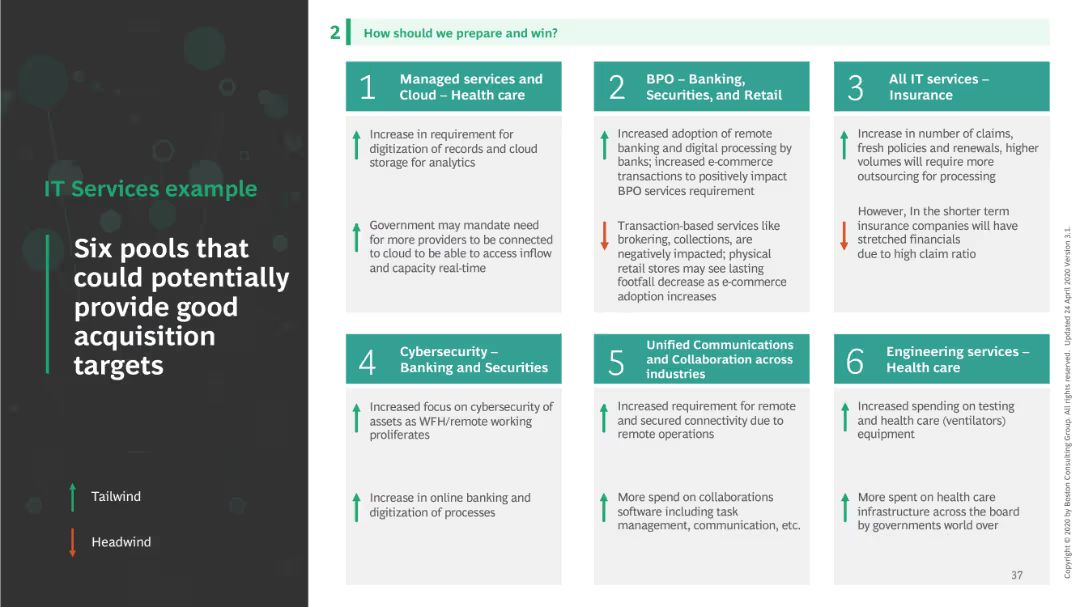 2 How should we prepare and win?
IT Services example
Six pools that
could potentially
provide good
acquisition
targets
Tailwind
Headwind
1 Managed services and
Cloud – Health care
Increase in requirement for
digitization of records and cloud
storage for analytics
Government may mandate need
for more providers to be connected
to cloud to be able to access inflow
and capacity real-time
2 BPO – Banking,
Securities, and Retail
Increased adoption of remote
banking and digital processing by
banks; increased e-commerce
transactions to positively impact
BPO services requirement
Transaction-based services like
brokering, collections, are
negatively impacted; physical
retail stores may see lasting
footfall decrease as e-commerce
adoption increases
3 All IT services –
Insurance
Increase in number of claims,
fresh policies and renewals, higher
volumes will require more
outsourcing for processing
However, In the shorter term
insurance companies will have
stretched financials
due to high claim ratio
4 Cybersecurity –
Banking and Securities
Increased focus on cybersecurity of
assets as WFH/remote working
proliferates
Increase in online banking and
digitization of processes
5 Unified Communications
and Collaboration across
industries
Increased requirement for remote
and secured connectivity due to
remote operations
More spend on collaborations
software including task
management, communication, etc.
6 Engineering services –
Health care
Increased spending on testing
and health care (ventilators)
equipment
More spent on health care
infrastructure across the board
by governments world over
37
Copyright © 2020 by Boston Consulting Group. All rights reserved. Updated 24 April 2020 Version 3.1.